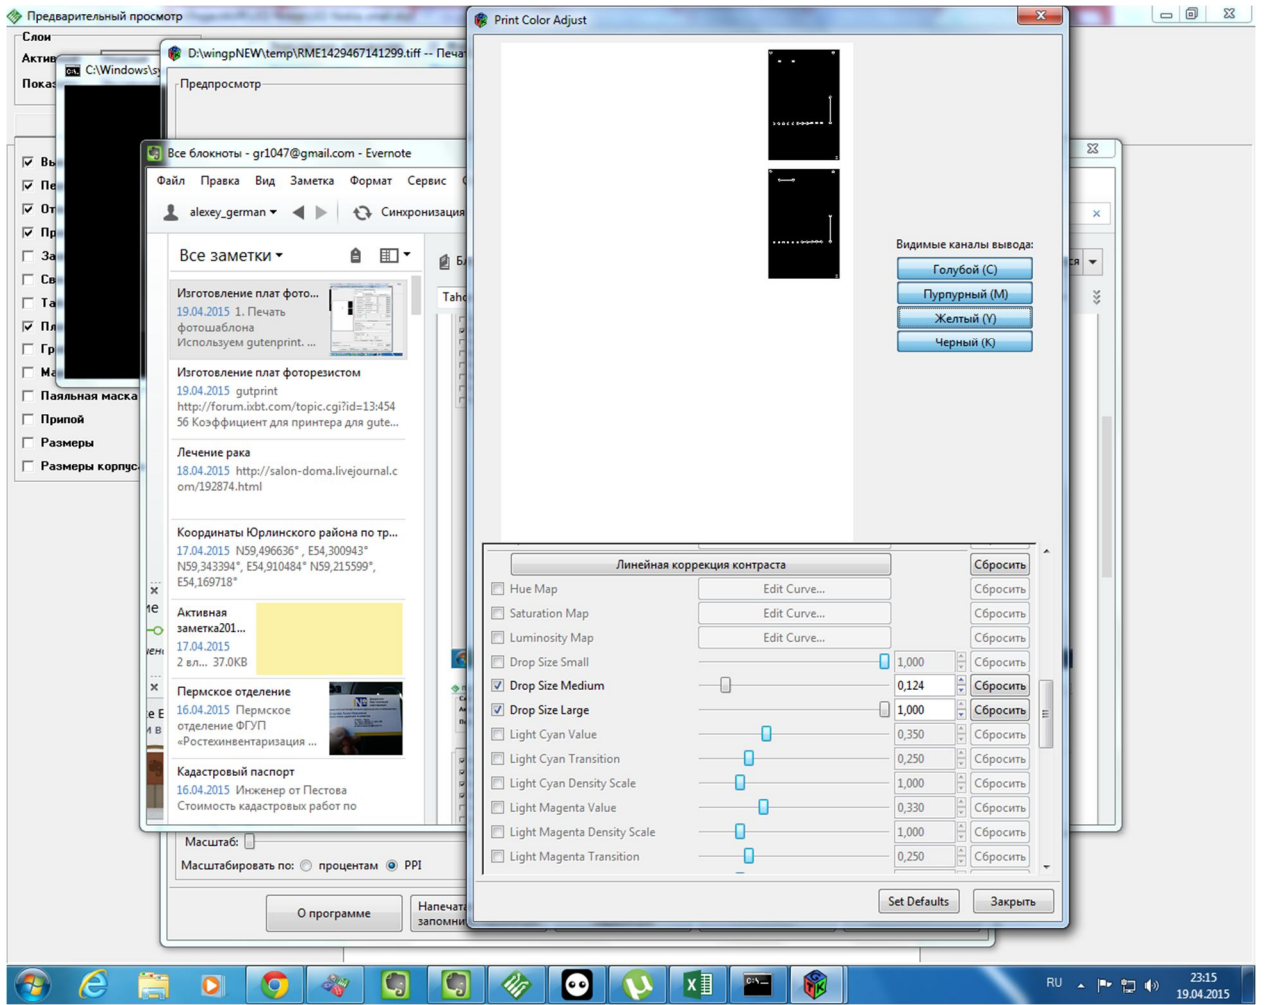 Предварительный просмотр
Слои
Актив
Показ
Вы
Пе
От
Пр
За
Св
Та
Пл
Гр
Ма
Паяльная маска
Припой
Размеры
Размеры корпус
C:\Windows\sy
D:\wingpNEW\temp\RME1429467141299.tiff -- Печа
Предпросмотр
Все блокноты - gr1047@gmail.com - Evernote
Файл Правка Вид Заметка Формат Сервис
alexey_german
Синхронизация
Все заметки
Taho
Изготовление плат фото...
19.04.2015 1. Печать
фотошаблона
Используем gutenprint. ...
Изготовление плат фоторезистом
19.04.2015 gutprint
http://forum.ixbt.com/topic.cgi?id=13:454
56 Коэффициент для принтера для gute...
Лечение рака
18.04.2015 http://salon-doma.livejournal.c
om/192874.html
Координаты Юрлинского района по тр...
17.04.2015 N59,496636° , E54,300943°
N59,343394°, E54,910484° N59,215599°,
E54,169718°
Активная
заметка201...
17.04.2015
2 вл... 37.0KB
Пермское отделение
16.04.2015 Пермское
отделение ФГУП
«Ростехинвентаризация ...
Кадастровый паспорт
16.04.2015 Инженер от Пестова
Стоимость кадастровых работ по
Масштаб:
Масштабировать по: процентам PPI
О программе
Напечата
запомни
Print Color Adjust
Видимые каналы вывода:
Голубой (C)
Пурпурный (M)
Желтый (Y)
Черный (K)
Линейная коррекция контраста Сбросить
Hue Map Edit Curve... Сбросить
Saturation Map Edit Curve... Сбросить
Luminosity Map Edit Curve... Сбросить
Drop Size Small 1,000 Сбросить
Drop Size Medium 0,124 Сбросить
Drop Size Large 1,000 Сбросить
Light Cyan Value 0,350 Сбросить
Light Cyan Transition 0,250 Сбросить
Light Cyan Density Scale 1,000 Сбросить
Light Magenta Value 0,330 Сбросить
Light Magenta Density Scale 1,000 Сбросить
Light Magenta Transition 0,250 Сбросить
Set Defaults Закрыть
RU
23:15
19.04.2015